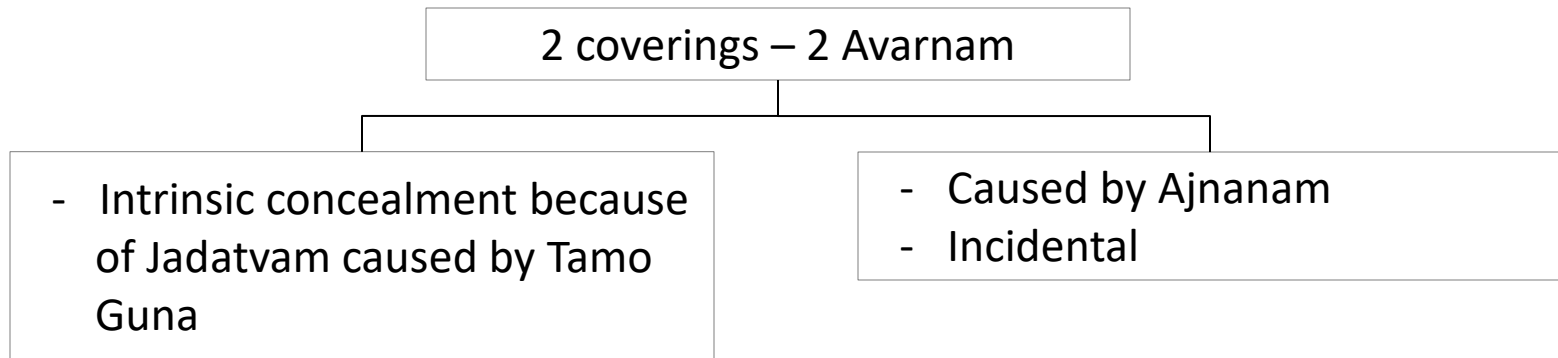 2 coverings – 2 Avarnam
- Intrinsic concealment because
of Jadatvam caused by Tamo
Guna
- Caused by Ajnanam
- Incidental